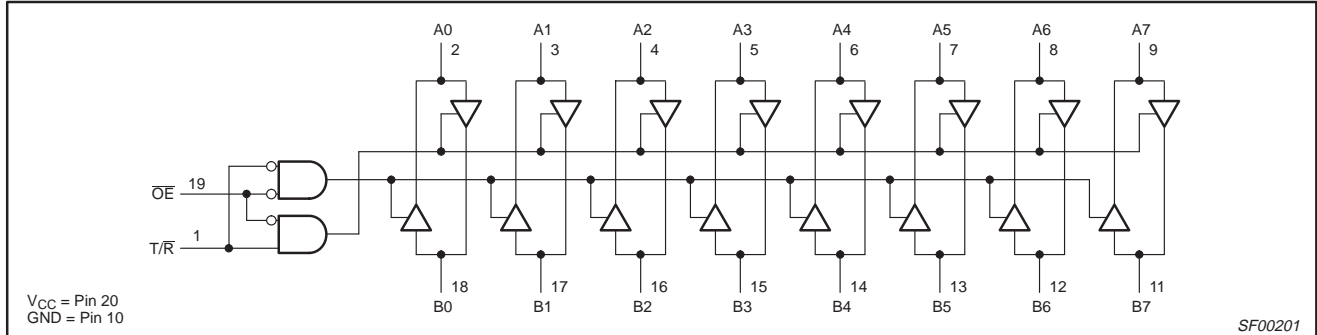 A0 A1 A2 A3 A4 A5 A6 A7
2 3 4 5 6 7 8 9
OE 19
T/R 1
18 17 16 15 14 13 12 11
B0 B1 B2 B3 B4 B5 B6 B7
VCC = Pin 20
GND = Pin 10
SF00201